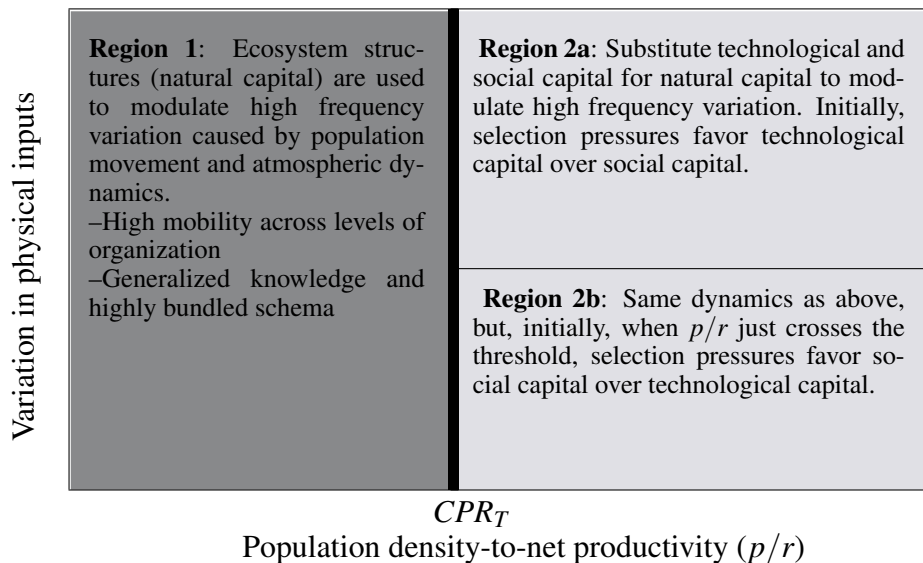 Variation in physical inputs
Region 1: Ecosystem struc-
tures (natural capital) are used
to modulate high frequency
variation caused by population
movement and atmospheric dy-
namics.
–High mobility across levels of
organization
–Generalized knowledge and
highly bundled schema
Region 2a: Substitute technological and
social capital for natural capital to mod-
ulate high frequency variation. Initially,
selection pressures favor technological
capital over social capital.
Region 2b: Same dynamics as above,
but, initially, when p/r just crosses the
threshold, selection pressures favor so-
cial capital over technological capital.
CPR_T
Population density-to-net productivity (p/r)